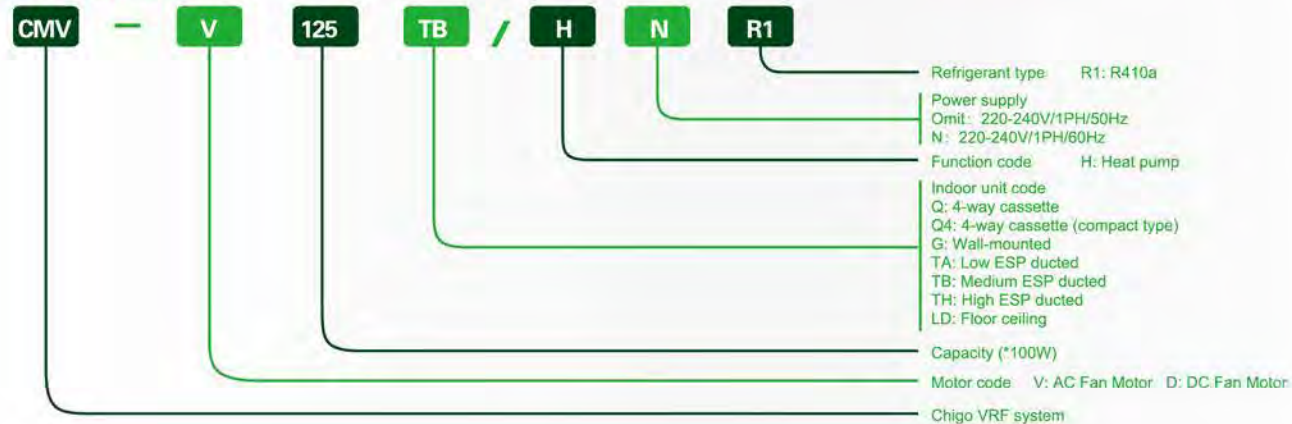 CMV - V 125 TB / H N R1
Refrigerant type R1: R410a
Power supply
Omit: 220-240V/1PH/50Hz
N: 220-240V/1PH/60Hz
Function code H: Heat pump
Indoor unit code
Q: 4-way cassette
Q4: 4-way cassette (compact type)
G: Wall-mounted
TA: Low ESP ducted
TB: Medium ESP ducted
TH: High ESP ducted
LD: Floor ceiling
Capacity (*100W)
Motor code V: AC Fan Motor D: DC Fan Motor
Chigo VRF system